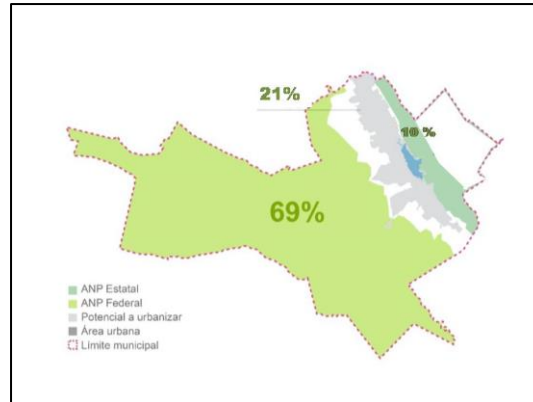 21%
10 %
69%
ANP Estatal
ANP Federal
Potencial a urbanizar
Área urbana
Límite municipal